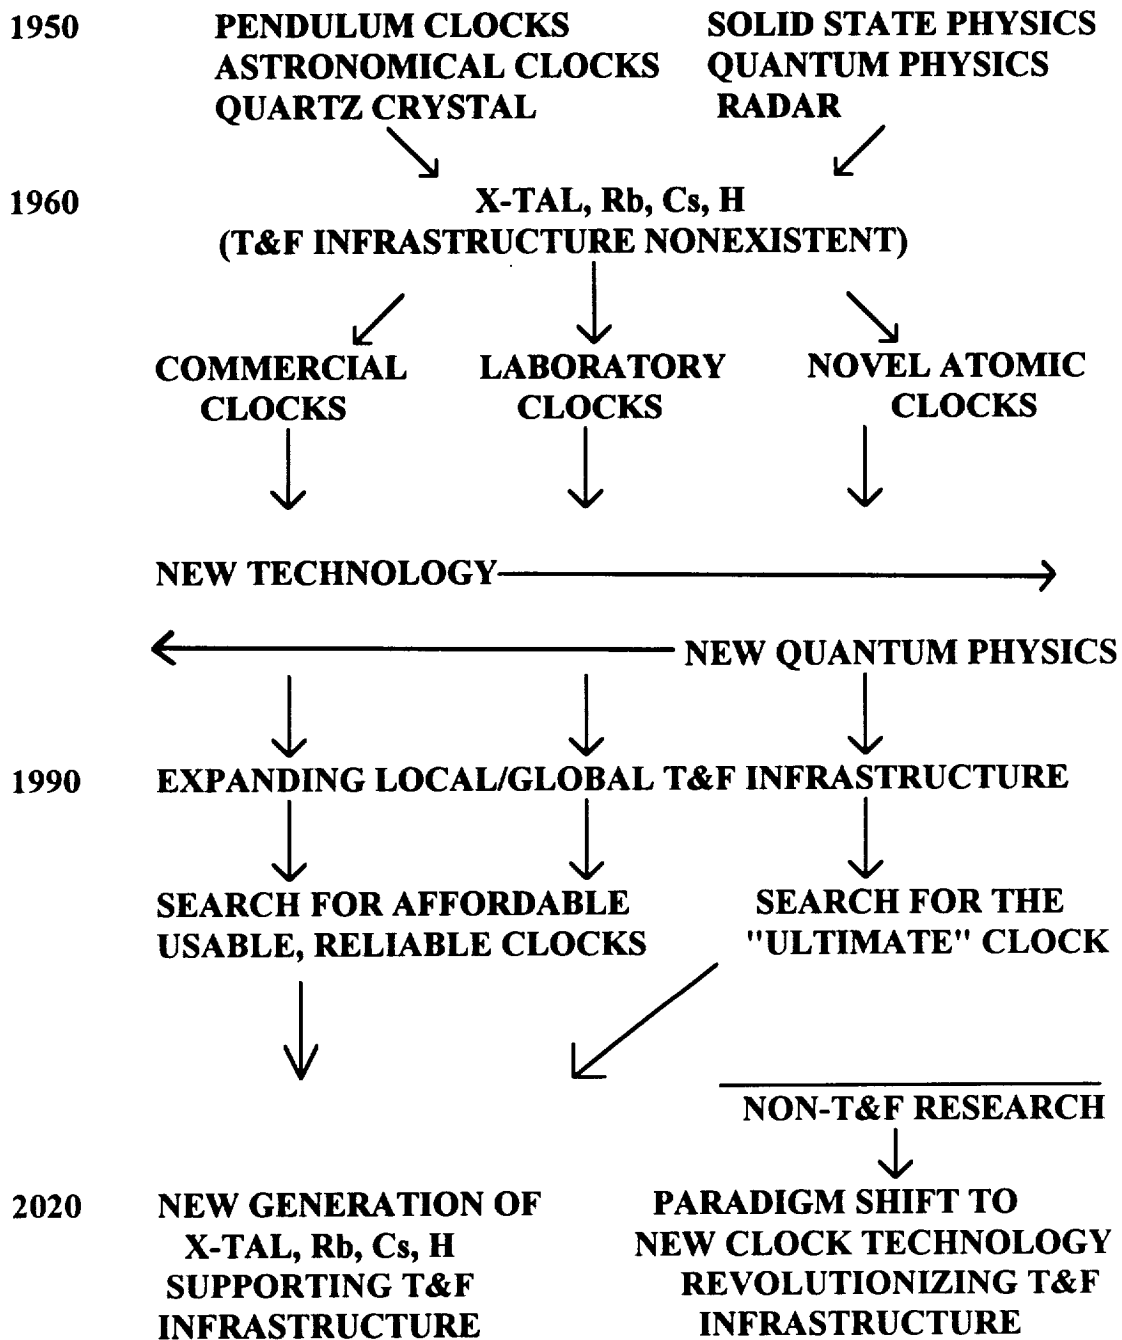 1950 PENDULUM CLOCKS SOLID STATE PHYSICS
ASTRONOMICAL CLOCKS QUANTUM PHYSICS
QUARTZ CRYSTAL RADAR
1960 X-TAL, Rb, Cs, H
(T&F INFRASTRUCTURE NONEXISTENT)
COMMERCIAL LABORATORY NOVEL ATOMIC
CLOCKS CLOCKS CLOCKS
NEW TECHNOLOGY
NEW QUANTUM PHYSICS
1990 EXPANDING LOCAL/GLOBAL T&F INFRASTRUCTURE
SEARCH FOR AFFORDABLE SEARCH FOR THE
USABLE, RELIABLE CLOCKS "ULTIMATE" CLOCK
NON-T&F RESEARCH
2020 NEW GENERATION OF PARADIGM SHIFT TO
X-TAL, Rb, Cs, H NEW CLOCK TECHNOLOGY
SUPPORTING T&F REVOLUTIONIZING T&F
INFRASTRUCTURE INFRASTRUCTURE